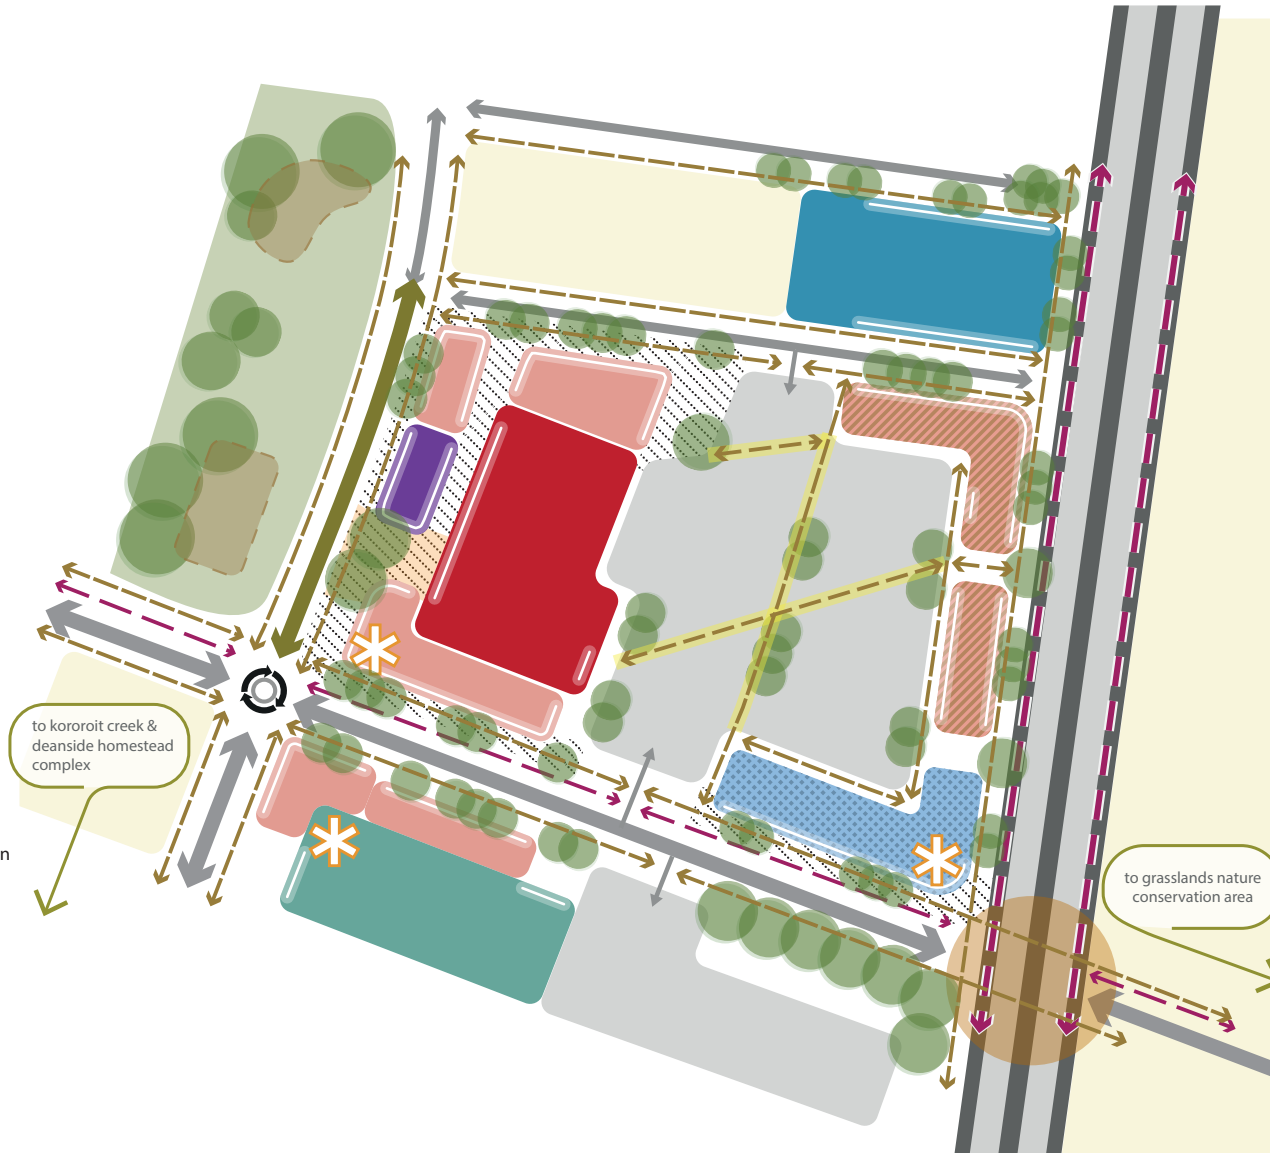 to kororoit creek &
deanside homestead
complex
n
to grasslands nature
conservation area